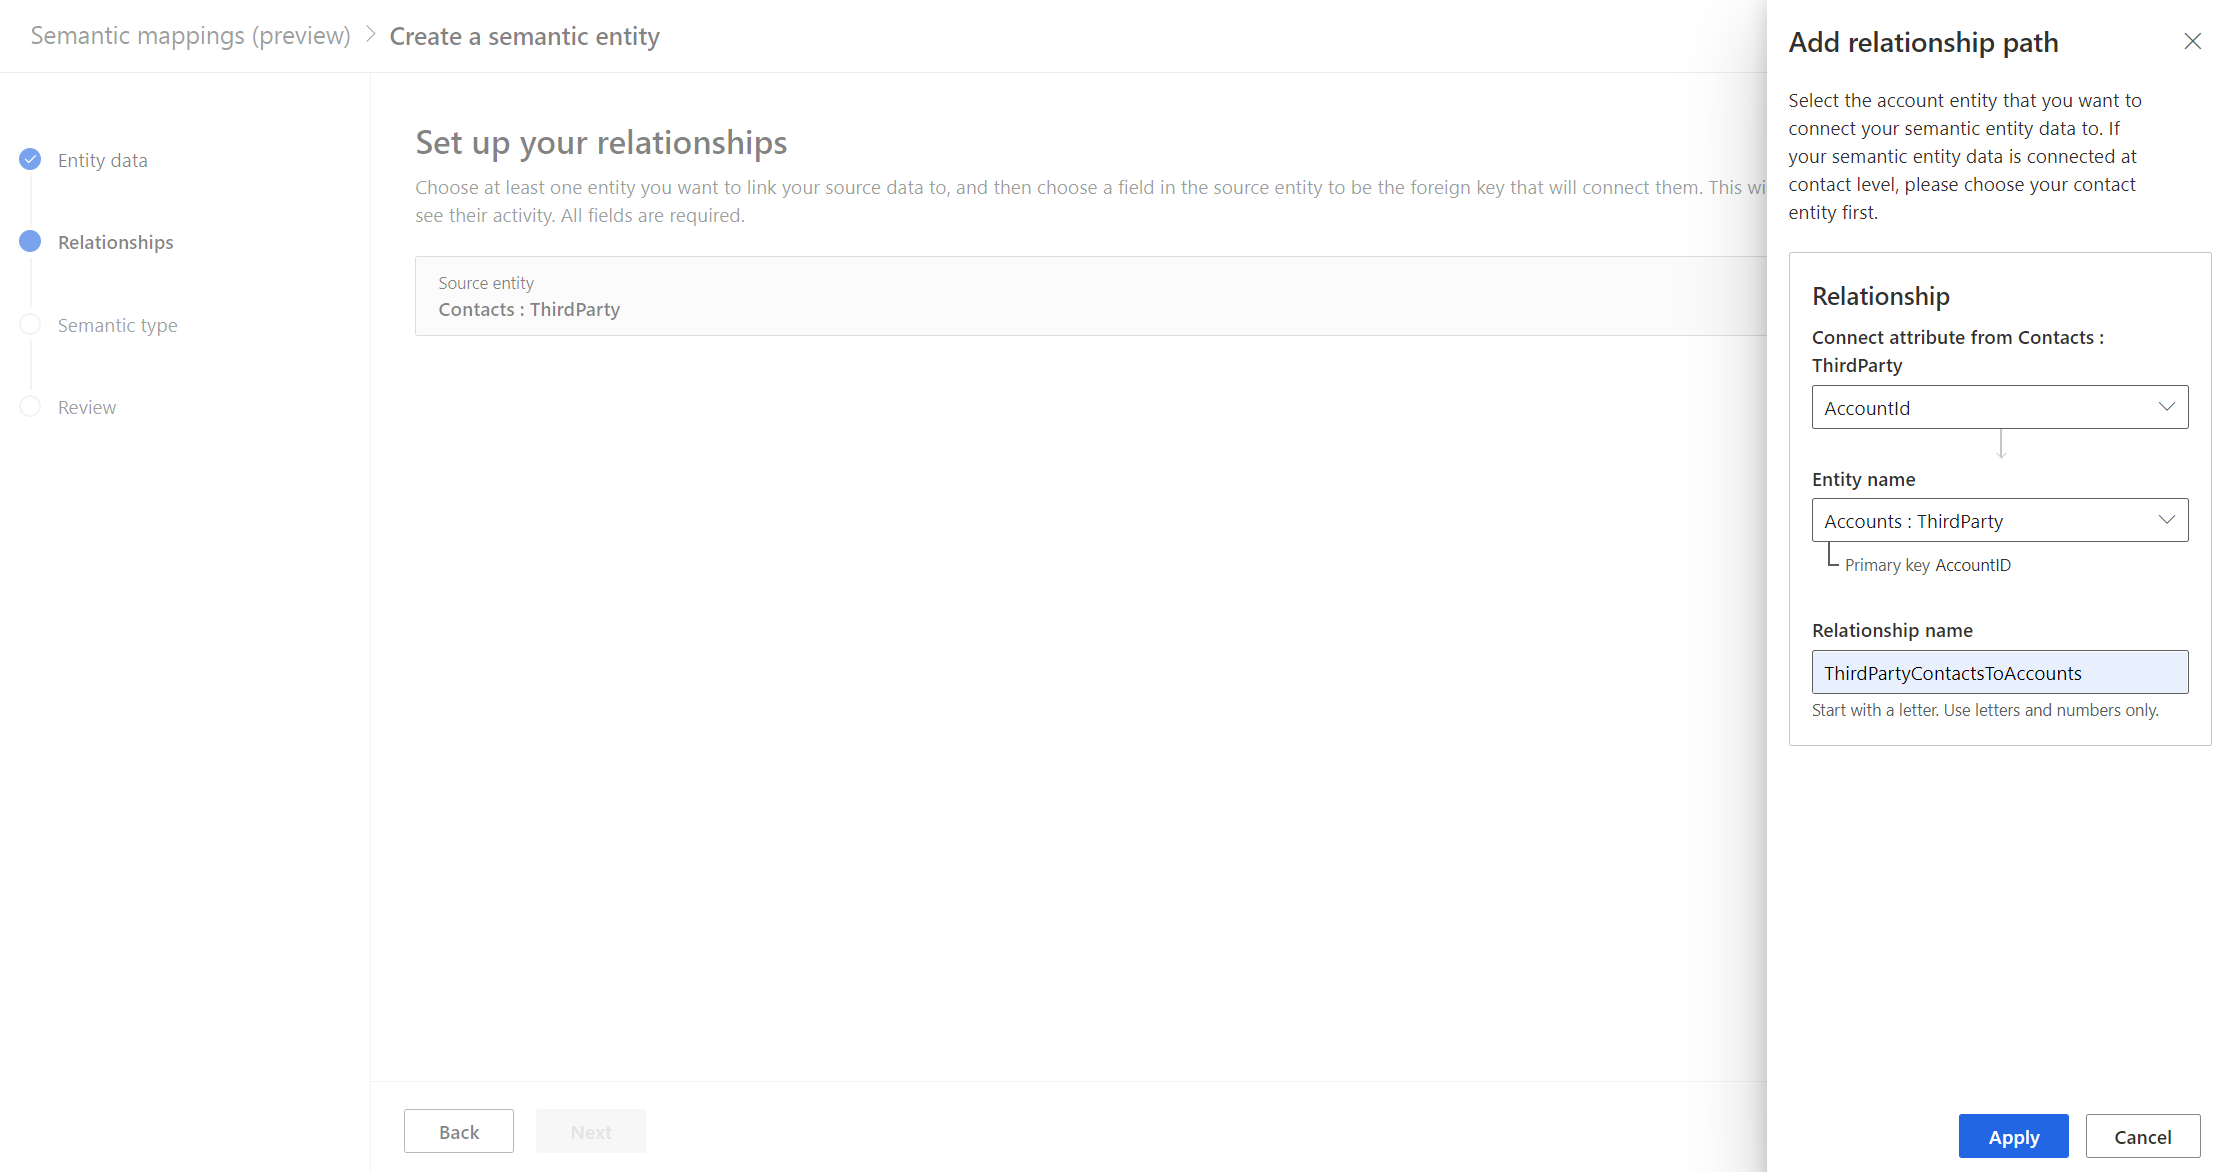 Semantic mappings (preview) > Create a semantic entity
Entity data
Relationships
Semantic type
Review
Set up your relationships
Choose at least one entity you want to link your source data to, and then choose a field in the source entity to be the foreign key that will connect them. This wi
see their activity. All fields are required.
Source entity
Contacts : ThirdParty
Back
Next
Add relationship path
Select the account entity that you want to
connect your semantic entity data to. If
your semantic entity data is connected at
contact level, please choose your contact
entity first.
Relationship
Connect attribute from Contacts :
ThirdParty
AccountId
Entity name
Accounts : ThirdParty
Primary key AccountID
Relationship name
ThirdPartyContactsToAccounts
Start with a letter. Use letters and numbers only.
Apply
Cancel